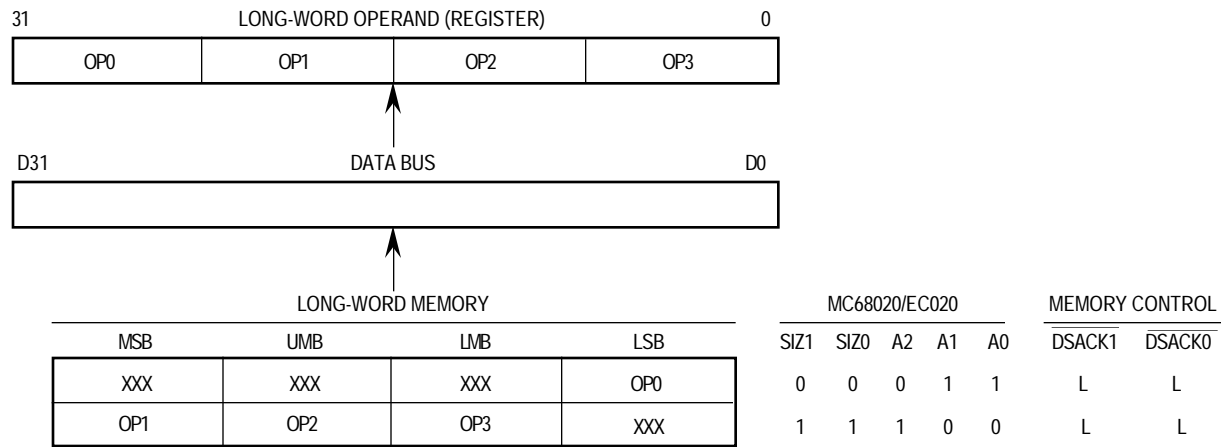 31 LONG-WORD OPERAND (REGISTER) 0
OP0 OP1 OP2 OP3
D31 DATA BUS D0
LONG-WORD MEMORY MC68020/EC020 MEMORY CONTROL
MSB UMB LMB LSB SIZ1 SIZ0 A2 A1 A0 DSACK1 DSACK0
XXX XXX XXX OP0 0 0 0 1 1 L L
OP1 OP2 OP3 XXX 1 1 1 0 0 L L